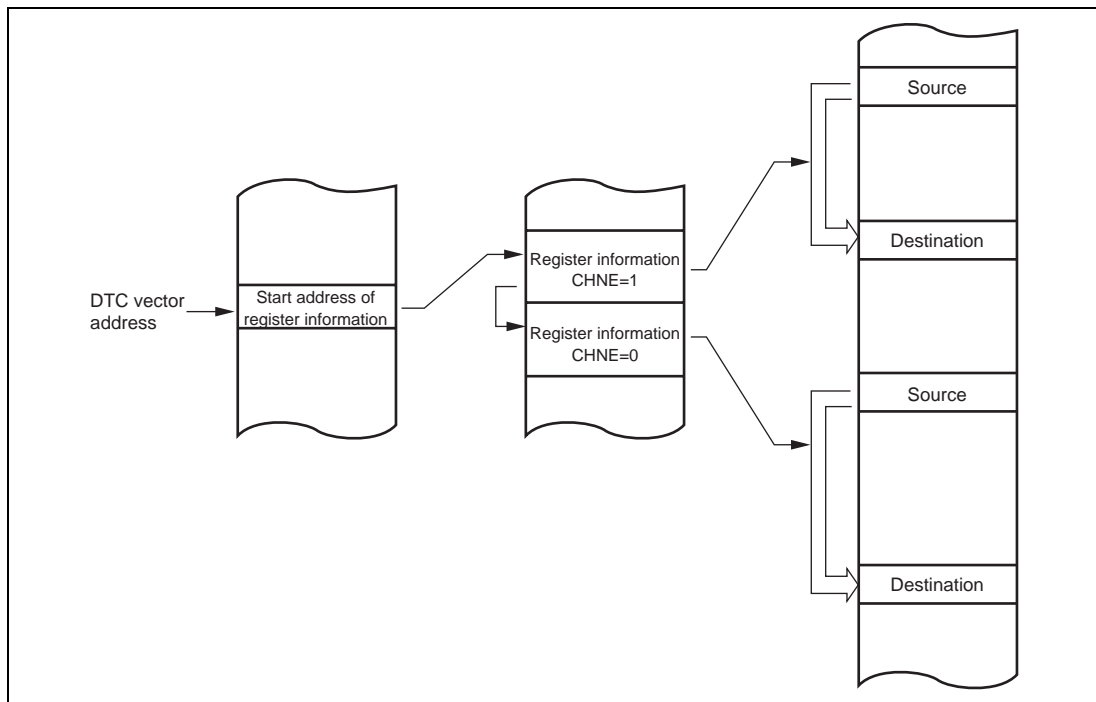 DTC vector
address
Start address of
register information
Register information
CHNE=1
Register information
CHNE=0
Source
Destination
Source
Destination